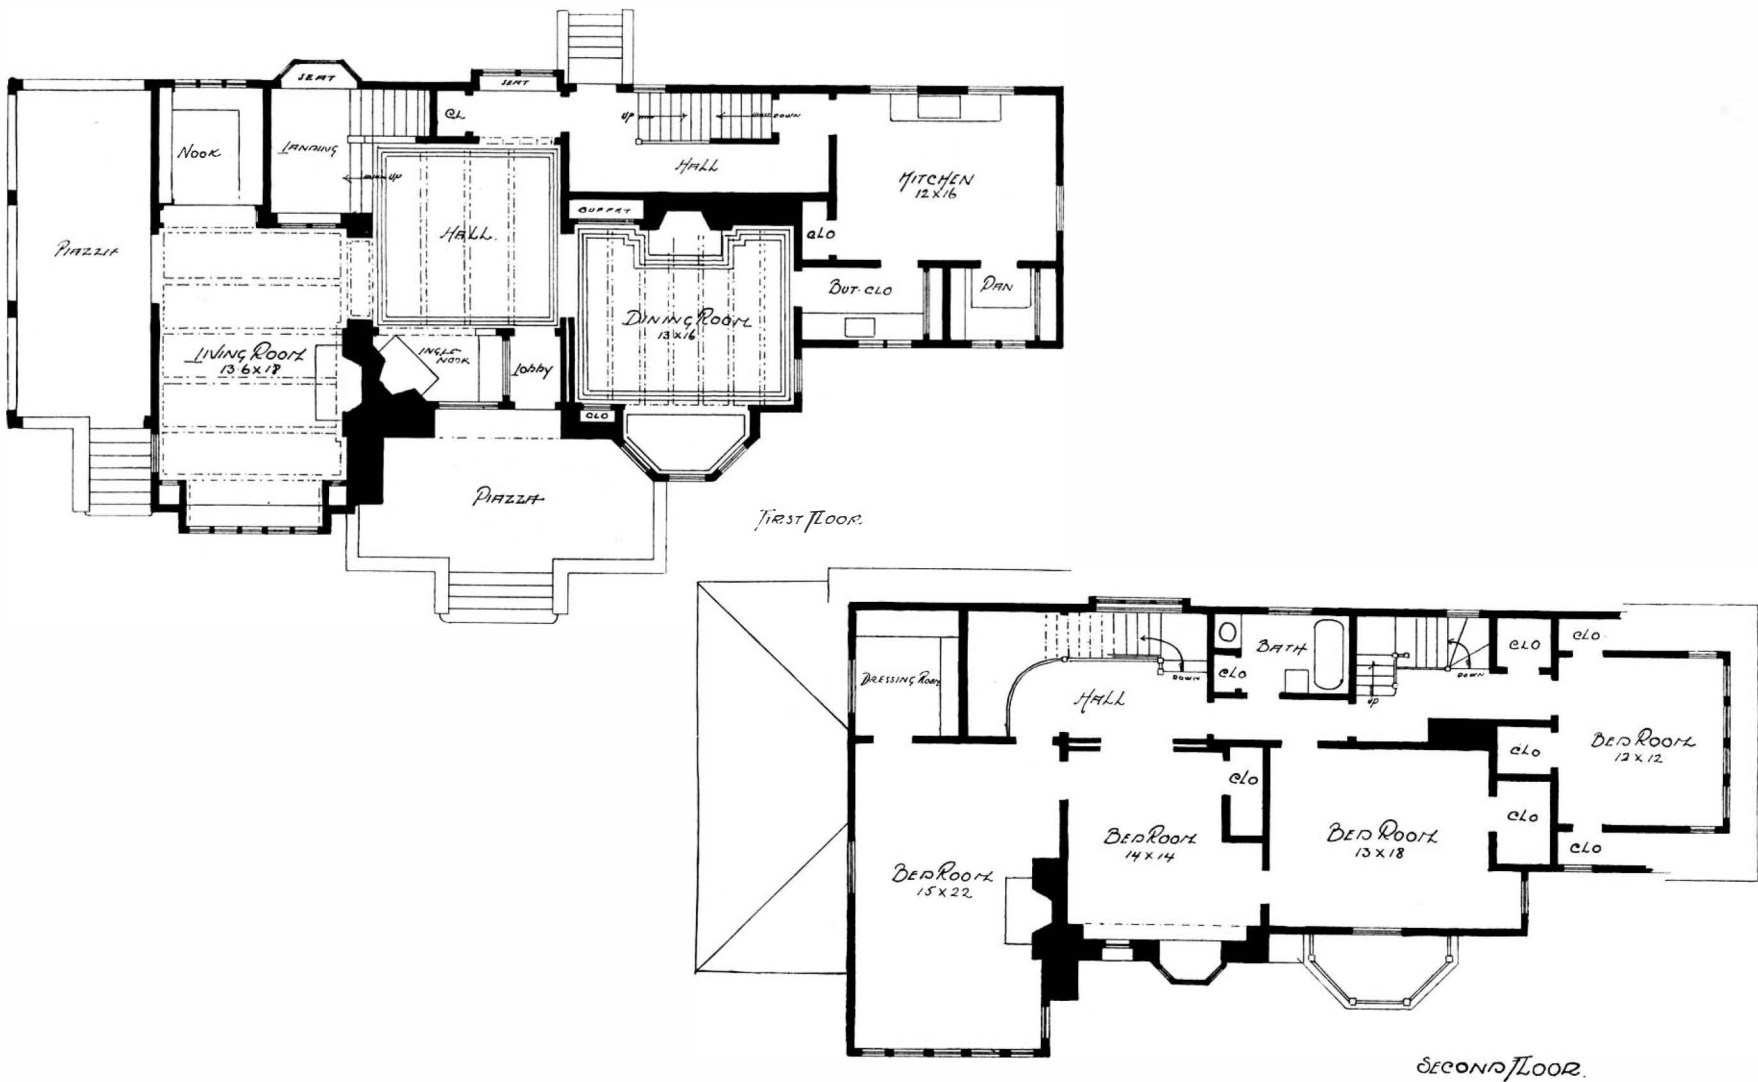 SEAT
SEAT
CL
UP
DOWN
NOOK
LANDING
UP
HALL
KITCHEN
12 X 16
BUFFET
PIAZZA
HALL.
CLO
BUT. CLO
PAN
DINING ROOM
13 X 16
LIVING ROOM
13·6 X 18
INGLE
NOOK
Lobby
CLO
PIAZZA
FIRST FLOOR.
BATH
CLO
CLO
DRESSING ROOM
HALL
DOWN
CLO
UP
DOWN
BED ROOM
12 X 12
CLO
CLO
CLO
BED ROOM
14 X 14
BED ROOM
13 X 18
CLO
BED ROOM
15 X 22
SECOND FLOOR.